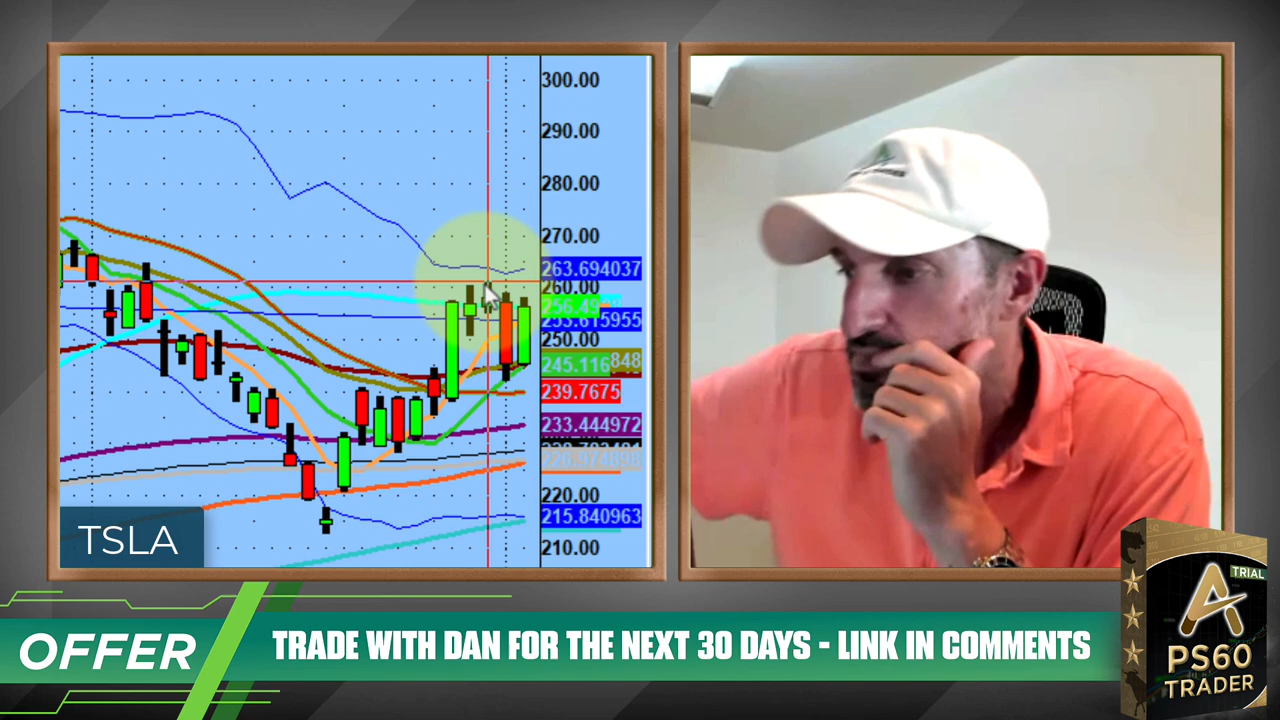 300.00
290.00
280.00
270.00
263.694037
260.00
250.00
245.116
848
239.7675
233.444972
220.00
215.840963
210.00
TSLA
OFFER
TRADE WITH DAN FOR THE NEXT 30 DAYS - LINK IN COMMENTS
TRIAL
PS60
TRADER